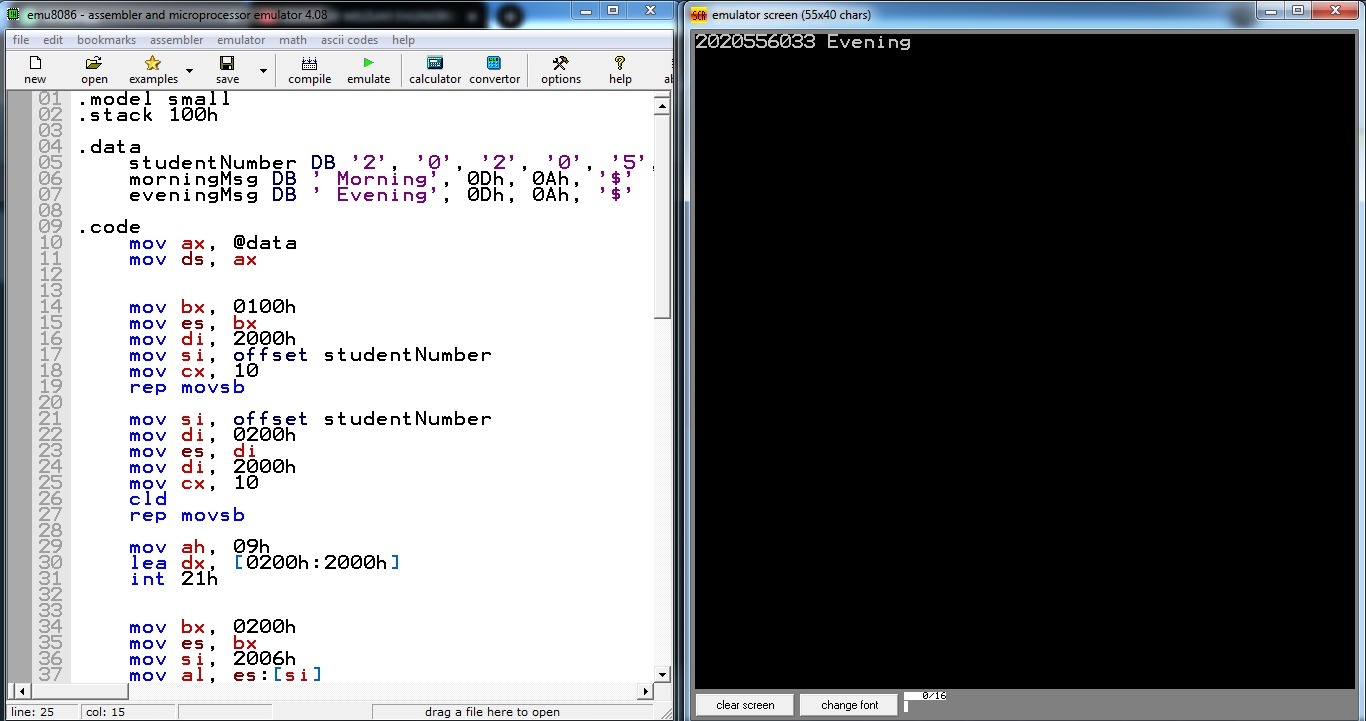 emu8086 - assembler and microprocessor emulator 4.08
file edit bookmarks assembler emulator math ascii codes help
new open examples save compile emulate calculator convertor options help
01 .model small
02 .stack 100h
03
04 .data
05 studentNumber DB '2', '0', '2', '0', '5',
06 morningMsg DB ' Morning', 0Dh, 0Ah, '$'
07 eveningMsg DB ' Evening', 0Dh, 0Ah, '$'
08
09 .code
10 mov ax, @data
11 mov ds, ax
12
13
14 mov bx, 0100h
15 mov es, bx
16 mov di, 2000h
17 mov si, offset studentNumber
18 mov cx, 10
19 rep movsb
20
21 mov si, offset studentNumber
22 mov di, 0200h
23 mov es, di
24 mov di, 2000h
25 mov cx, 10
26 cld
27 rep movsb
28
29 mov ah, 09h
30 lea dx, [0200h:2000h]
31 int 21h
32
33
34 mov bx, 0200h
35 mov es, bx
36 mov si, 2006h
37 mov al, es:[si]
line: 25 col: 15 drag a file here to open
SCR emulator screen (55x40 chars)
2020556033 Evening
clear screen change font 0/16